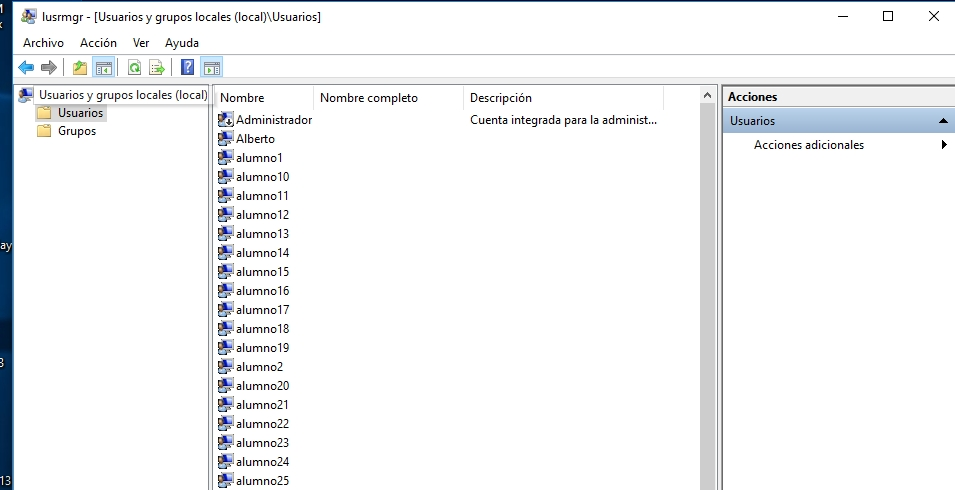 lusrmgr - [Usuarios y grupos locales (local)\Usuarios]
Archivo Acción Ver Ayuda
Usuarios y grupos locales (local)
Usuarios
Grupos
Nombre Nombre completo Descripción
Administrador Cuenta integrada para la administ...
Alberto
alumno1
alumno10
alumno11
alumno12
alumno13
alumno14
alumno15
alumno16
alumno17
alumno18
alumno19
alumno2
alumno20
alumno21
alumno22
alumno23
alumno24
alumno25
Acciones
Usuarios
Acciones adicionales
ay
13